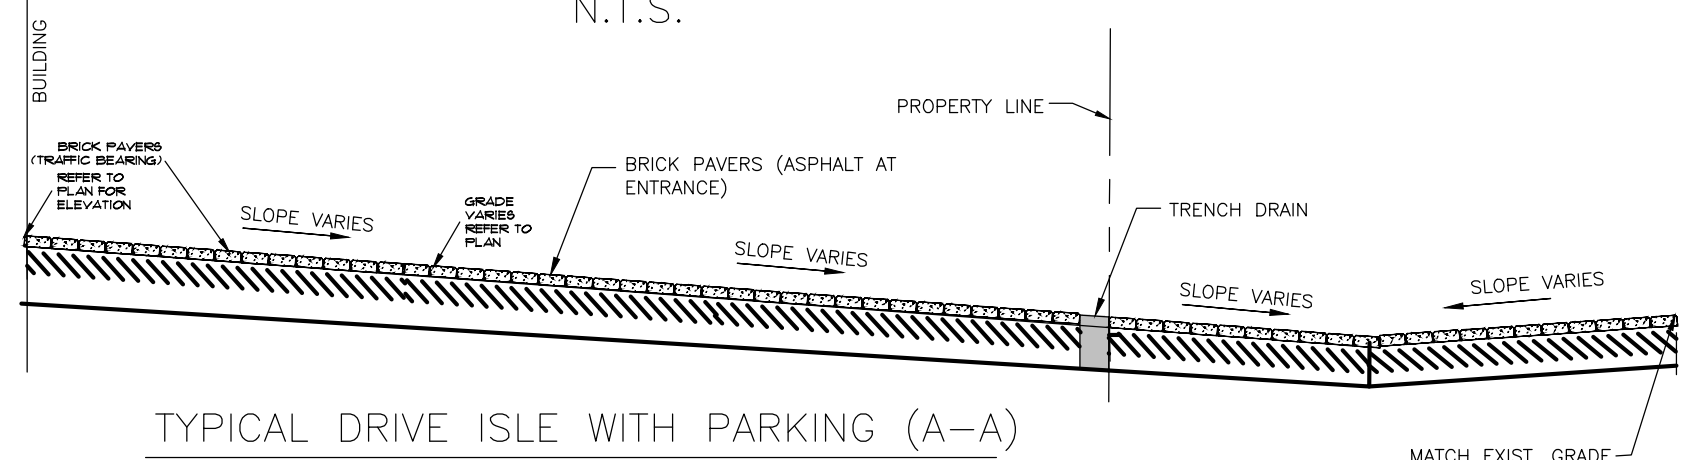 N.T.S.
BUILDING
PROPERTY LINE
BRICK PAVERS
(TRAFFIC BEARING)
REFER TO
PLAN FOR
ELEVATION
BRICK PAVERS (ASPHALT AT
ENTRANCE)
GRADE
VARIES
REFER TO
PLAN
SLOPE VARIES
TRENCH DRAIN
SLOPE VARIES
SLOPE VARIES
SLOPE VARIES
TYPICAL DRIVE ISLE WITH PARKING (A-A)
MATCH EXIST. GRADE